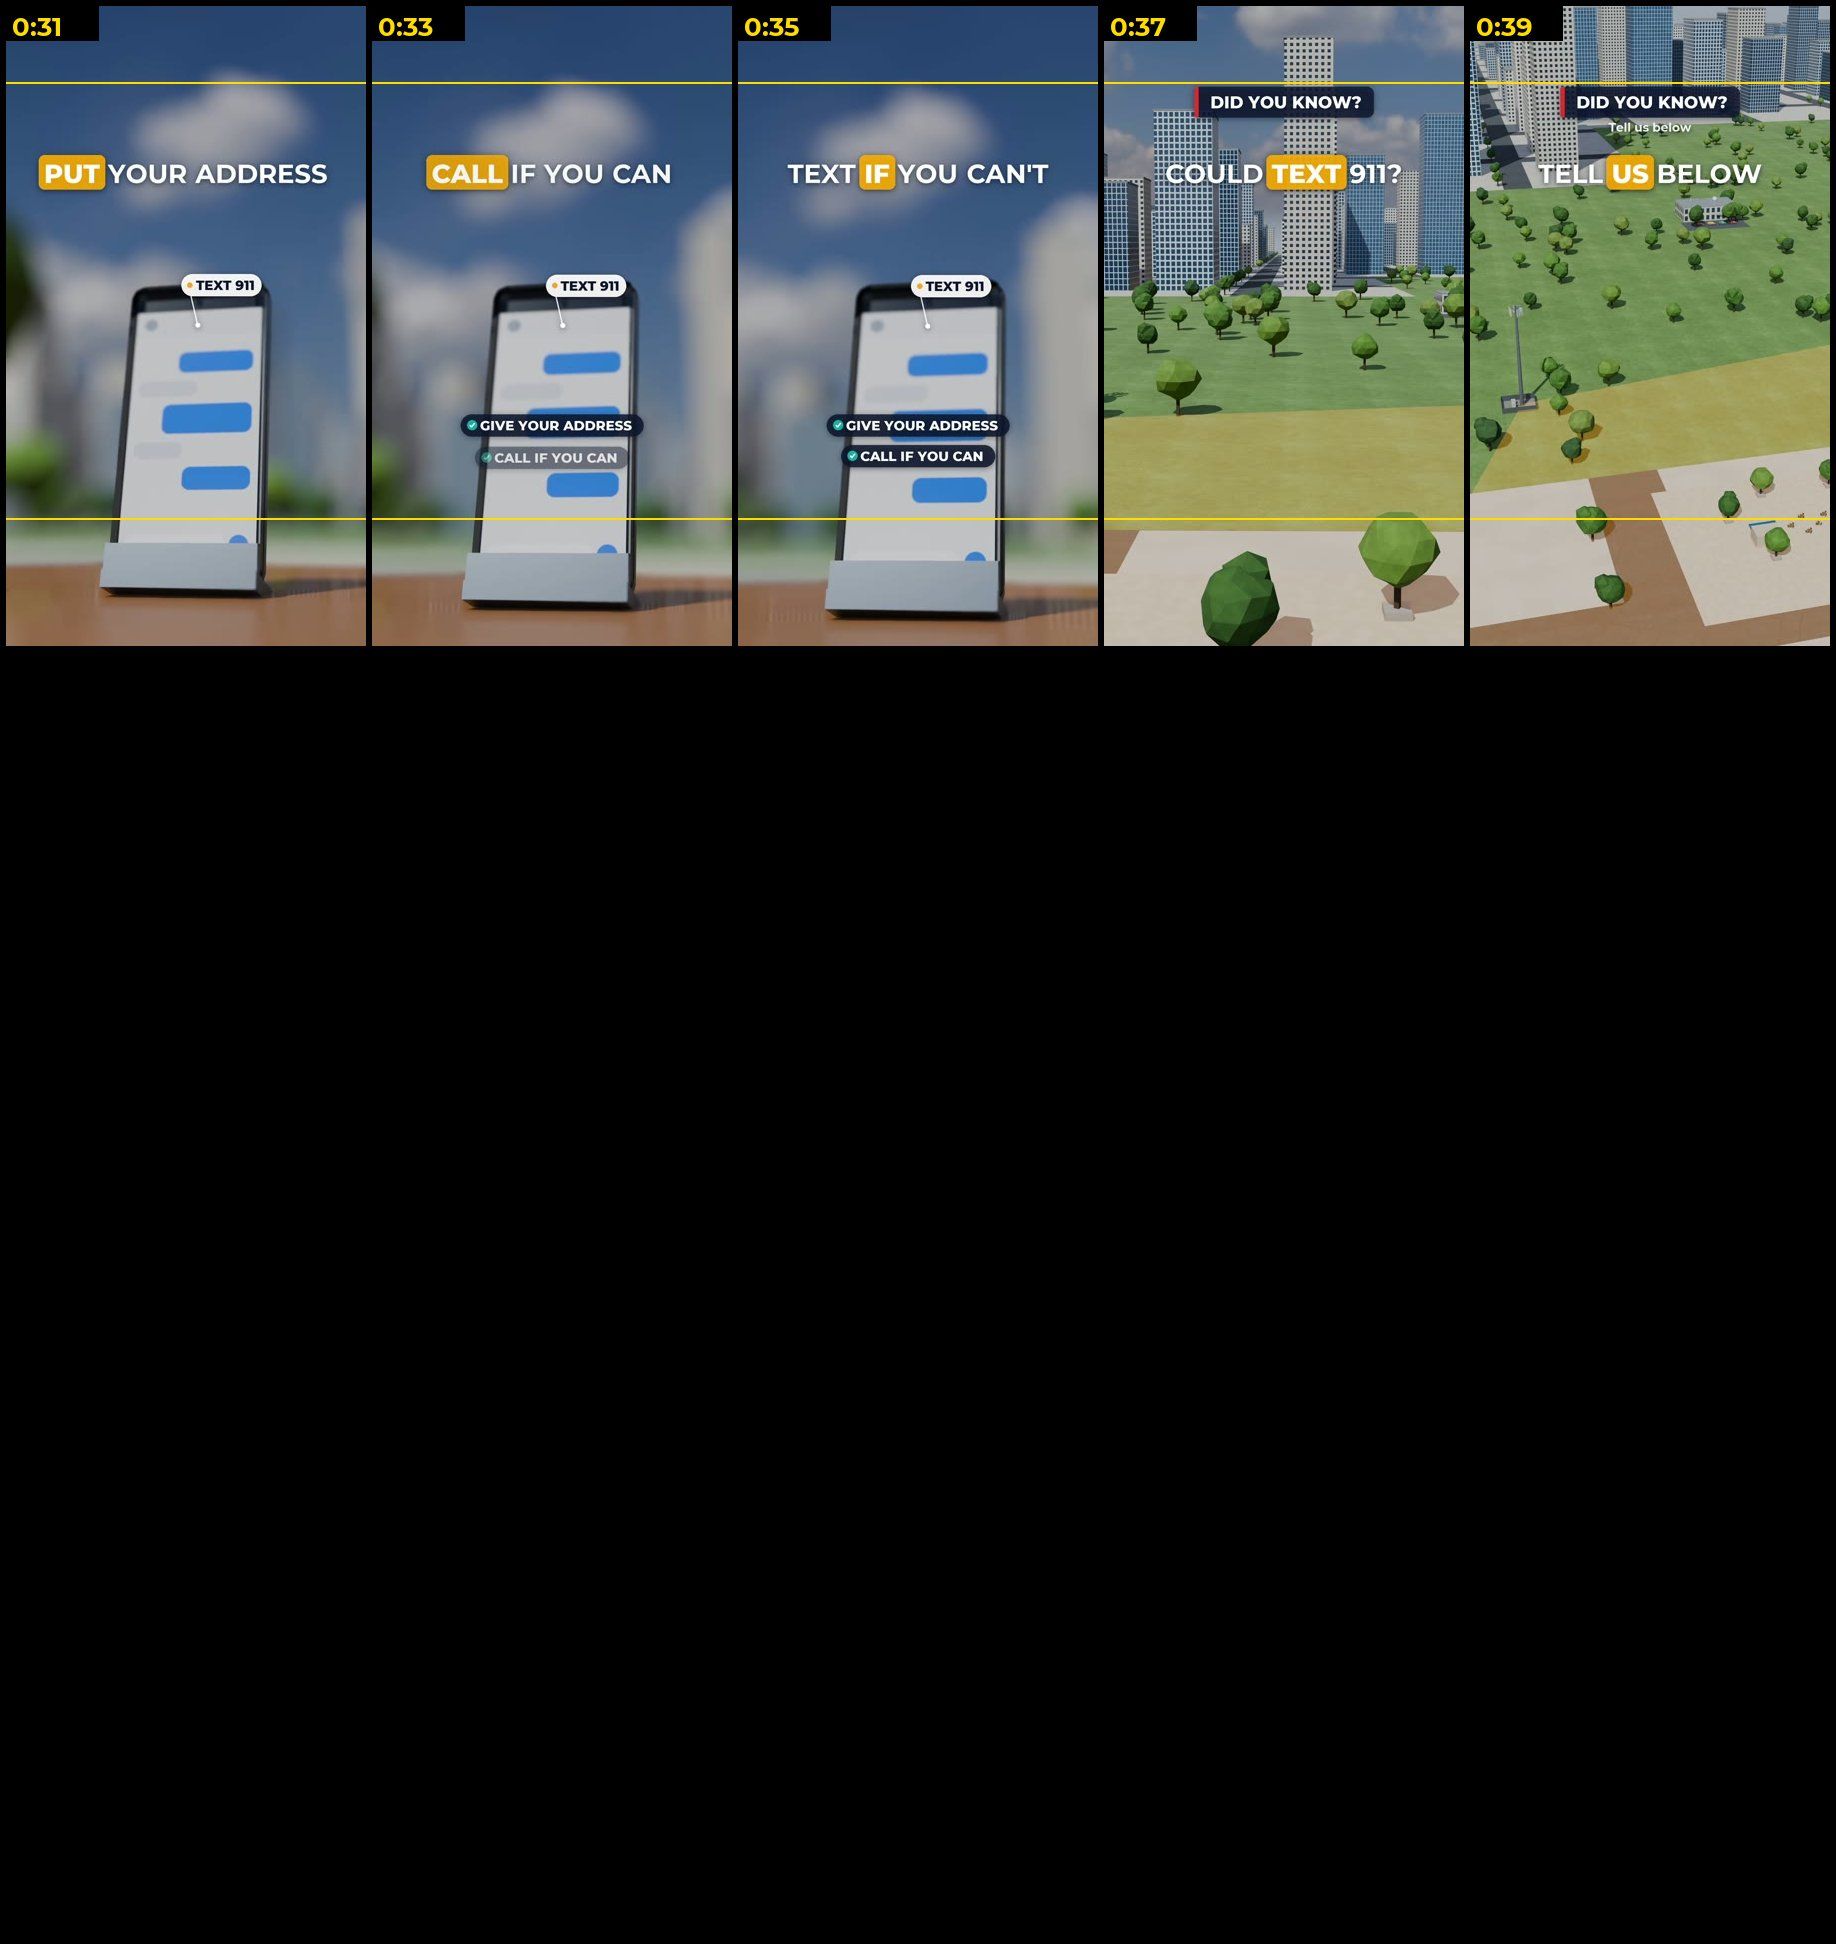 0:31
PUT YOUR ADDRESS
TEXT 911
0:33
CALL IF YOU CAN
TEXT 911
GIVE YOUR ADDRESS
CALL IF YOU CAN
0:35
TEXT IF YOU CAN'T
TEXT 911
GIVE YOUR ADDRESS
CALL IF YOU CAN
0:37
DID YOU KNOW?
COULD TEXT 911?
0:39
DID YOU KNOW?
Tell us below
TELL US BELOW